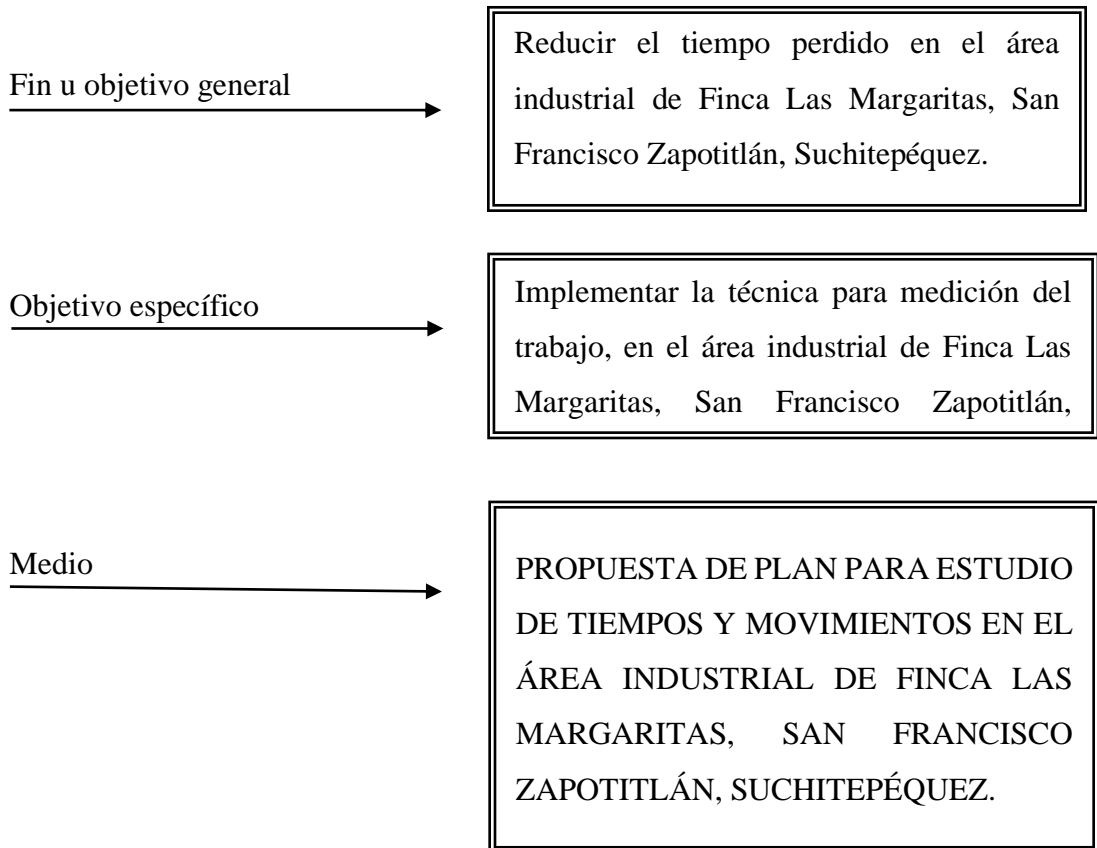 Fin u objetivo general
Reducir el tiempo perdido en el área
industrial de Finca Las Margaritas, San
Francisco Zapotitlán, Suchitepéquez.
Objetivo específico
Implementar la técnica para medición del
trabajo, en el área industrial de Finca Las
Margaritas, San Francisco Zapotitlán,
Medio
PROPUESTA DE PLAN PARA ESTUDIO
DE TIEMPOS Y MOVIMIENTOS EN EL
ÁREA INDUSTRIAL DE FINCA LAS
MARGARITAS, SAN FRANCISCO
ZAPOTITLÁN, SUCHITEPÉQUEZ.